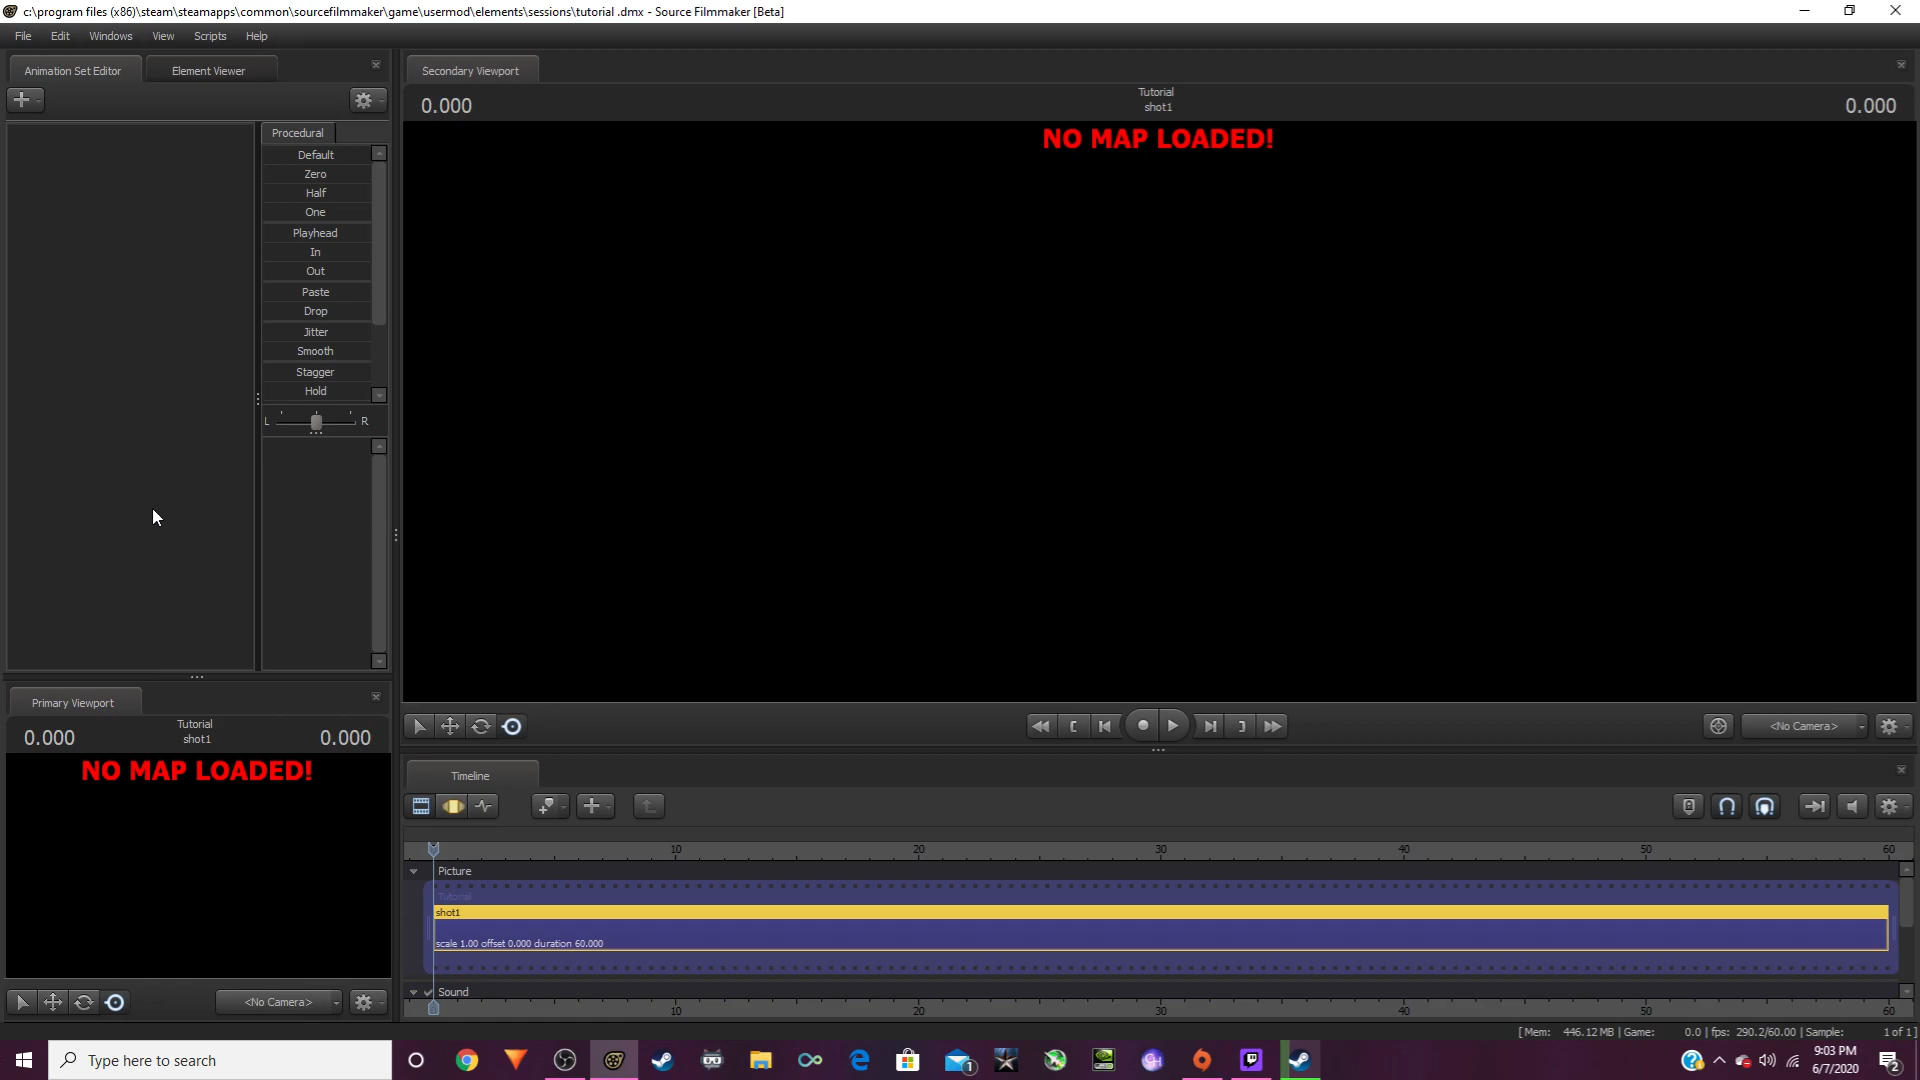 c:\program files (x86)\steam\steamapps\common\sourcefilmmaker\game\usermod\elements\sessions\tutorial .dmx - Source Filmmaker [Beta]
File Edit Windows View Scripts Help
Animation Set Editor Element Viewer
Procedural
Default
Zero
Half
One
Playhead
In
Out
Paste
Drop
Jitter
Smooth
Stagger
Hold
L R
Primary Viewport
0.000 Tutorial 0.000
shot1
NO MAP LOADED!
<No Camera>
Secondary Viewport
0.000 Tutorial 0.000
shot1
NO MAP LOADED!
<No Camera>
Timeline
10 20 30 40 50 60
Picture
Tutorial
shot1
scale 1.00 offset 0.000 duration 60.000
Sound
10 20 30 40 50 60
[ Mem: 446.12 MB | Game: 0.0 | fps: 290.2/60.00 | Sample: 1 of 1 ]
Type here to search
1
9:03 PM
6/7/2020
2